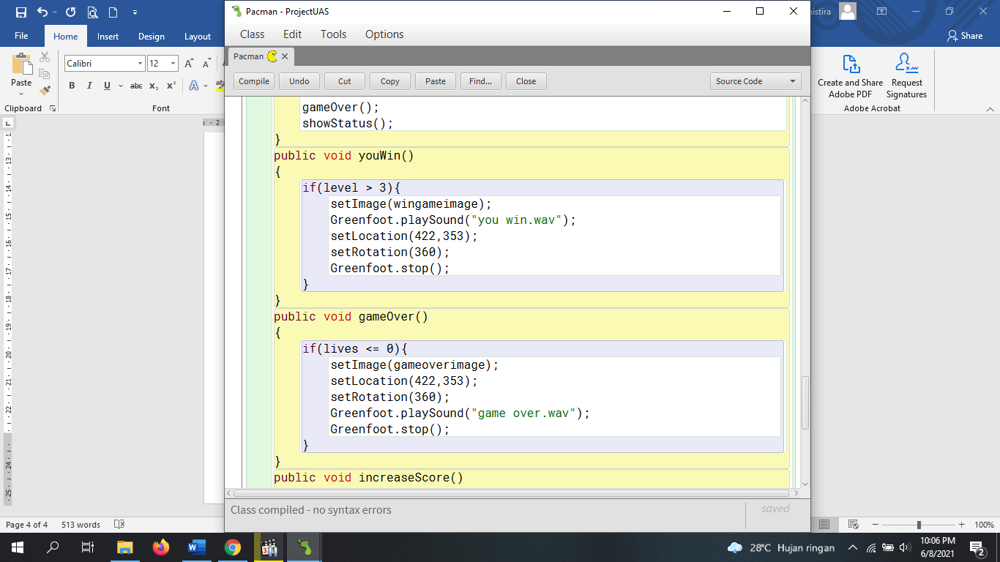 Pacman - ProjectUAS
nistira
File
Home
Insert
Design
Layout
Class
Edit
Tools
Options
Share
Pacman
Paste
Clipboard
Calibri
12
B I U abc x₂ x² A
Font
Compile
Undo
Cut
Copy
Paste
Find...
Close
Source Code
Create and Share
Adobe PDF
Request
Signatures
Adobe Acrobat
gameOver();
showStatus();
}
public void youWin()
{
if(level > 3){
setImage(wingameimage);
Greenfoot.playSound("you win.wav");
setLocation(422,353);
setRotation(360);
Greenfoot.stop();
}
}
public void gameOver()
{
if(lives <= 0){
setImage(gameoverimage);
setLocation(422,353);
setRotation(360);
Greenfoot.playSound("game over.wav");
Greenfoot.stop();
}
}
public void increaseScore()
Class compiled - no syntax errors
saved
Page 4 of 4
513 words
100%
28°C Hujan ringan
10:06 PM
6/8/2021
2